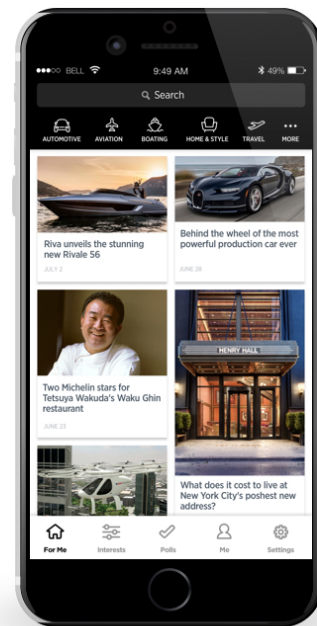 BELL
9:49 AM
49%
Search
AUTOMOTIVE
AVIATION
BOATING
HOME & STYLE
TRAVEL
MORE
Riva unveils the stunning
new Rivale 56
JULY 2
Behind the wheel of the most
powerful production car ever
JUNE 28
Two Michelin stars for
Tetsuya Wakuda's Waku Ghin
restaurant
JUNE 23
HENRY HALL
What does it cost to live at
New York City's poshest new
address?
For Me
Interests
Polls
Me
Settings